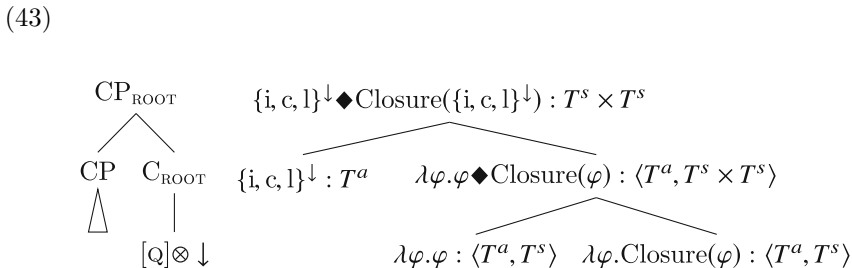 (43)
CP_ROOT {i, c, l}↓◆Closure({i, c, l}↓) : T^s × T^s
CP C_ROOT {i, c, l}↓ : T^a λφ.φ◆Closure(φ) : ⟨T^a, T^s × T^s⟩
[Q]⊗ ↓ λφ.φ : ⟨T^a, T^s⟩ λφ.Closure(φ) : ⟨T^a, T^s⟩